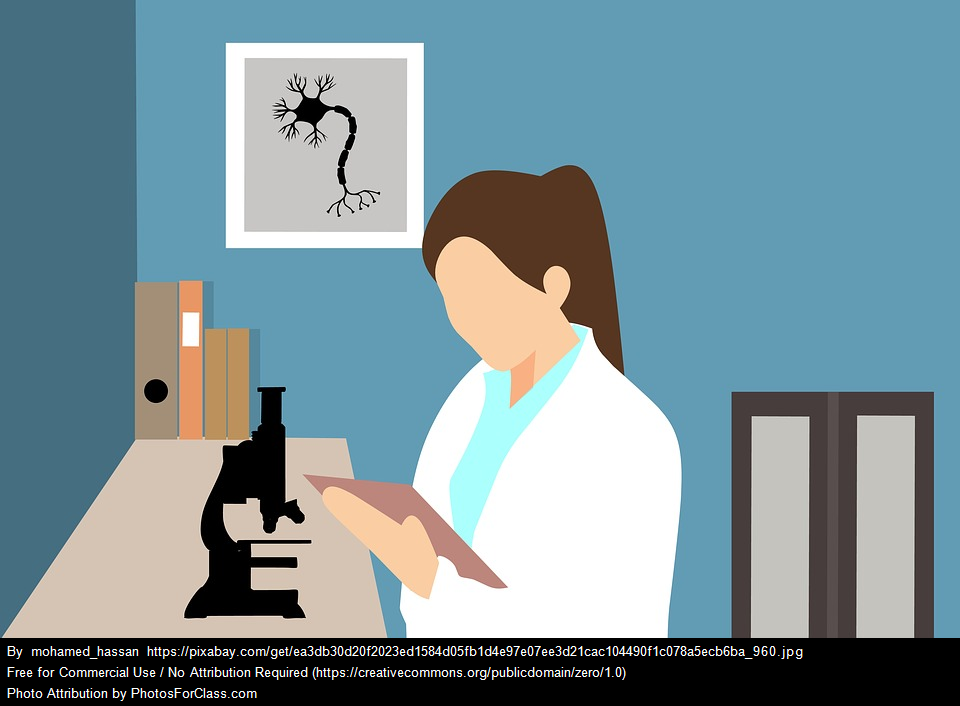 By mohamed_hassan https://pixabay.com/get/ea3db30d20f2023ed1584d05fb1d4e97e07ee3d21cac104490f1c078a5ecb6ba_960.jpg
Free for Commercial Use / No Attribution Required (https://creativecommons.org/publicdomain/zero/1.0)
Photo Attribution by PhotosForClass.com